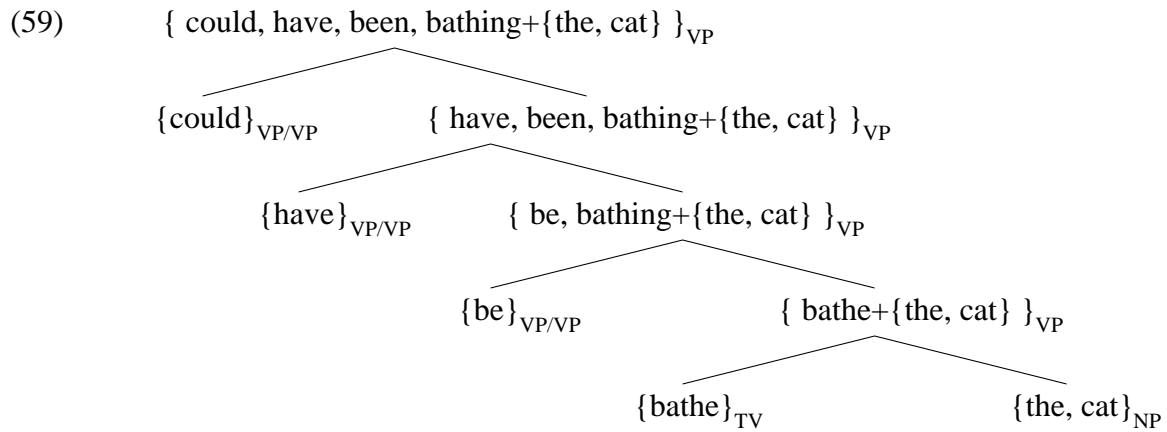 (59) { could, have, been, bathing+{the, cat} }VP
{could}VP/VP { have, been, bathing+{the, cat} }VP
{have}VP/VP { be, bathing+{the, cat} }VP
{be}VP/VP { bathe+{the, cat} }VP
{bathe}TV {the, cat}NP